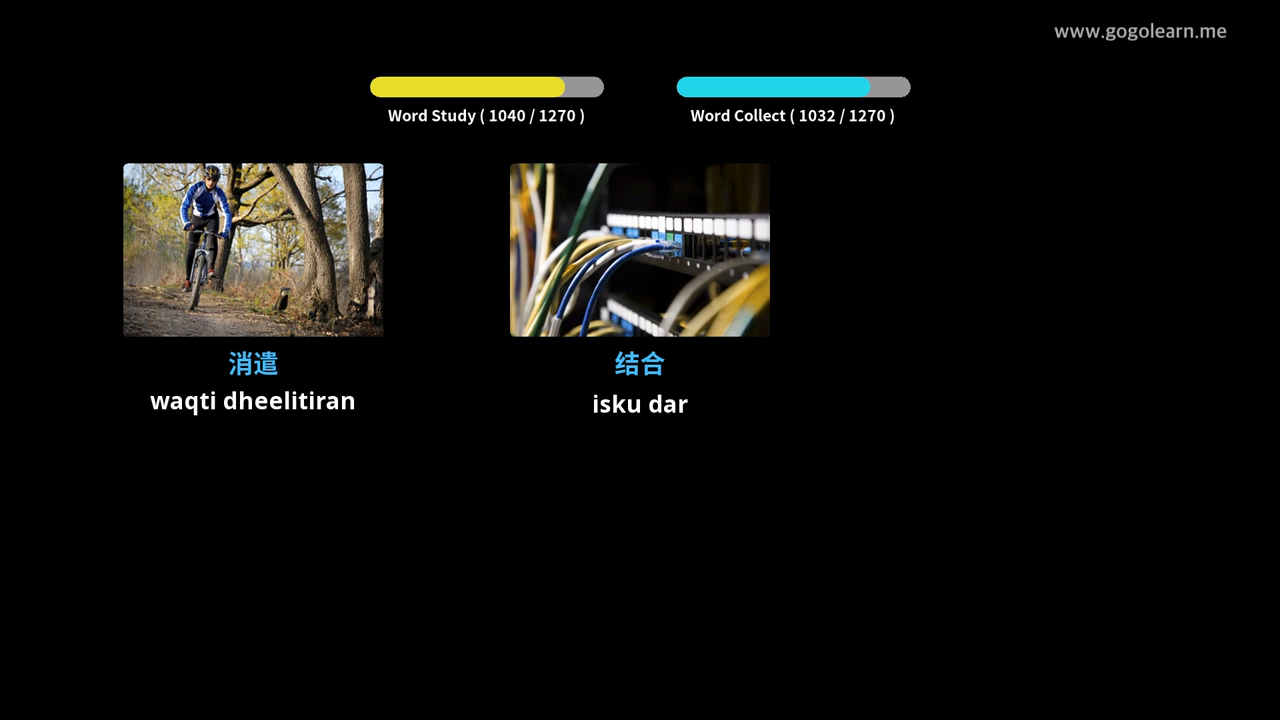 www.gogolearn.me
Word Study ( 1040 / 1270 )
Word Collect ( 1032 / 1270 )
消遣
waqti dheelitiran
结合
isku dar